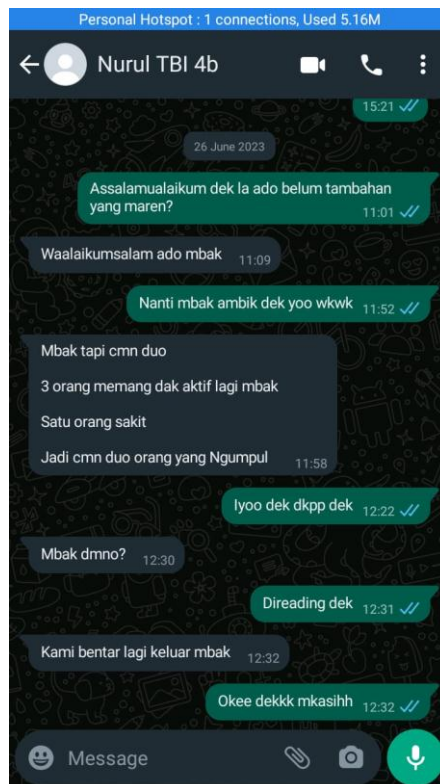 Personal Hotspot : 1 connections, Used 5.16M
Nurul TBI 4b
15:21
26 June 2023
Assalamualaikum dek la ado belum tambahan
yang maren?
11:01
Waalaikumsalam ado mbak 11:09
Nanti mbak ambik dek yoo wkwk 11:52
Mbak tapi cmn duo
3 orang memang dak aktif lagi mbak
Satu orang sakit
Jadi cmn duo orang yang Ngumpul 11:58
Iyoo dek dkpp dek 12:22
Mbak dmno? 12:30
Direading dek 12:31
Kami bentar lagi keluar mbak 12:32
Okee dekkk mkasihh 12:32
Message